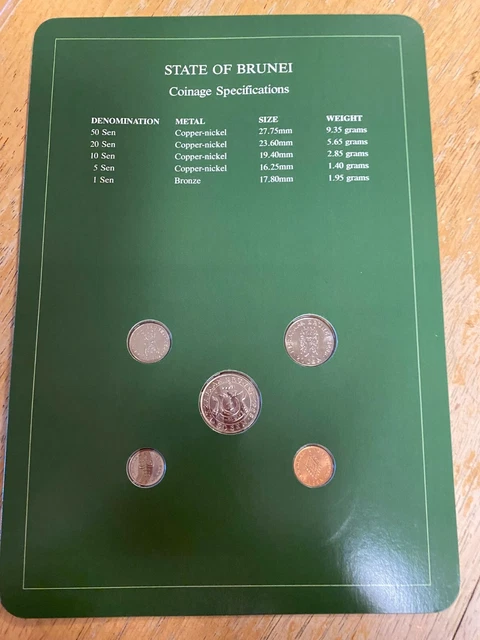 STATE OF BRUNEI
Coinage Specifications
DENOMINATION METAL SIZE WEIGHT
50 Sen Copper-nickel 27.75mm 9.35 grams
20 Sen Copper-nickel 23.60mm 5.65 grams
10 Sen Copper-nickel 19.40mm 2.85 grams
5 Sen Copper-nickel 16.25mm 1.40 grams
1 Sen Bronze 17.80mm 1.95 grams